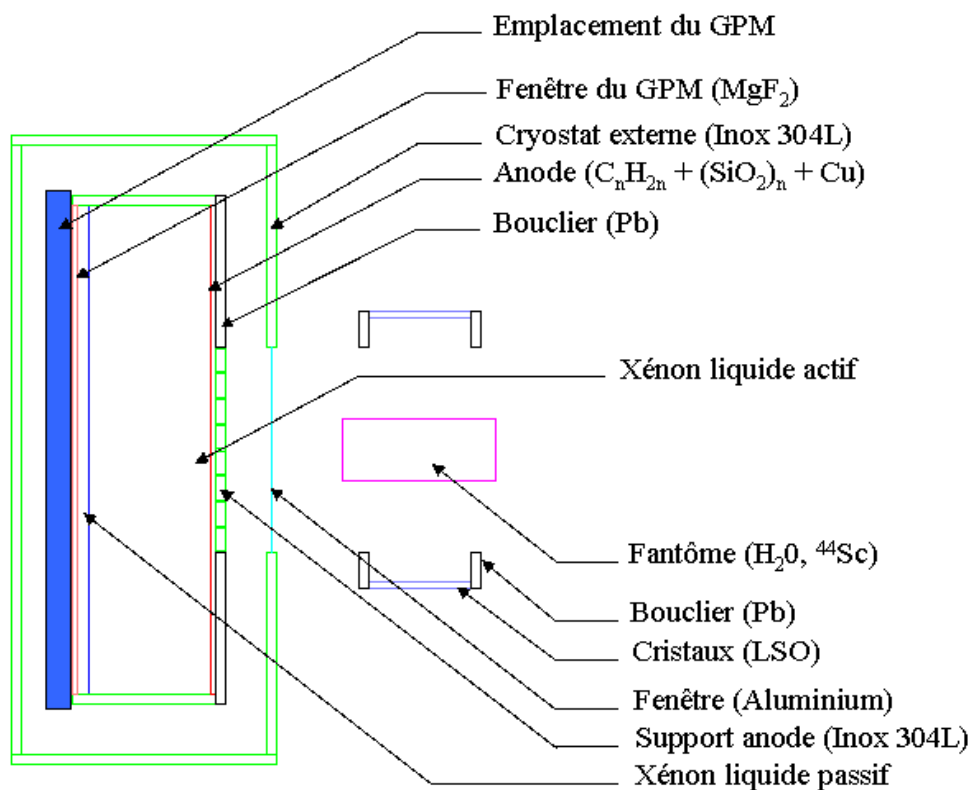 Emplacement du GPM
Fenêtre du GPM (MgF₂)
Cryostat externe (Inox 304L)
Anode (CₙH₂ₙ + (SiO₂)ₙ + Cu)
Bouclier (Pb)
Xénon liquide actif
Fantôme (H₂0, ⁴⁴Sc)
Bouclier (Pb)
Cristaux (LSO)
Fenêtre (Aluminium)
Support anode (Inox 304L)
Xénon liquide passif